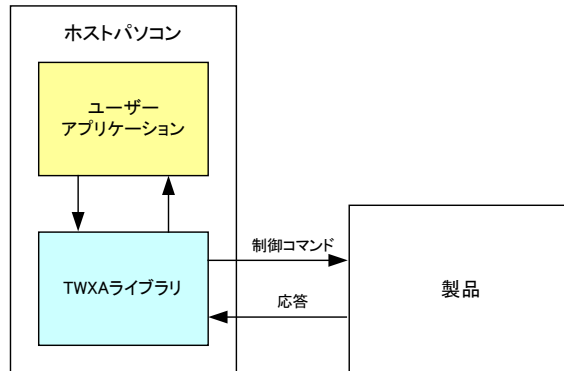 ホストパソコン
ユーザー
アプリケーション
TWXAライブラリ
制御コマンド
応答
製品